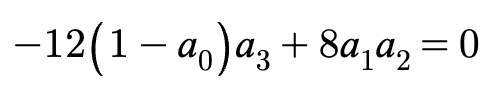 −12(1 − a₀)a₃ + 8a₁a₂ = 0